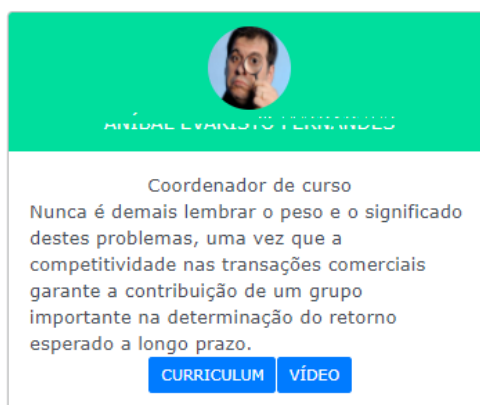 ANÍBAL EVARISTO FERNANDES
Coordenador de curso
Nunca é demais lembrar o peso e o significado
destes problemas, uma vez que a
competitividade nas transações comerciais
garante a contribuição de um grupo
importante na determinação do retorno
esperado a longo prazo.
CURRICULUM VÍDEO